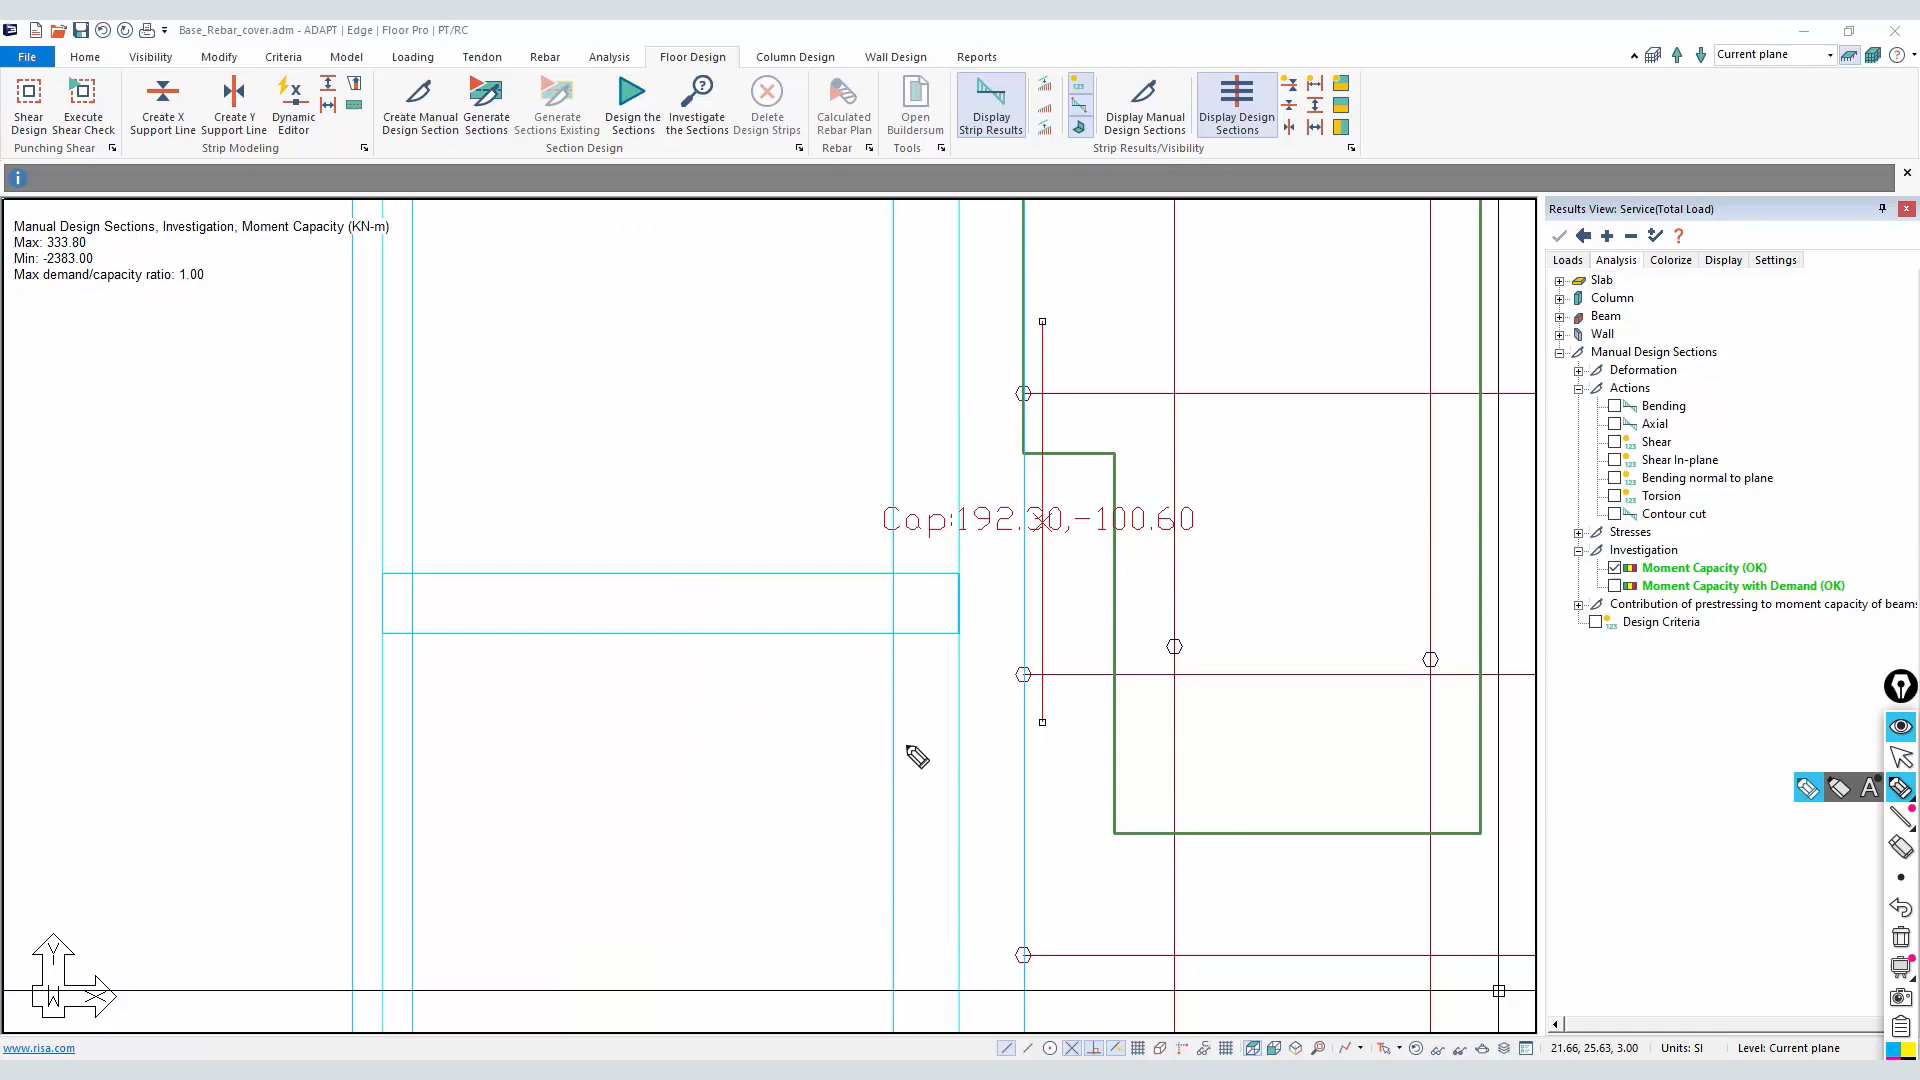 Base_Rebar_cover.adm - ADAPT | Edge | Floor Pro | PT/RC
File Home Visibility Modify Criteria Model Loading Tendon Rebar Analysis Floor Design Column Design Wall Design Reports Current plane
Shear Design
Execute Shear Check
Punching Shear
Create X Support Line
Create Y Support Line
Dynamic Editor
Strip Modeling
Create Manual Design Section
Generate Sections
Generate Sections Existing
Design the Sections
Investigate the Sections
Delete Design Strips
Section Design
Calculated Rebar Plan
Rebar
Open Buildersum
Tools
Display Strip Results
Display Manual Design Sections
Display Design Sections
Strip Results/Visibility
Manual Design Sections, Investigation, Moment Capacity (KN-m)
Max: 333.80
Min: -2383.00
Max demand/capacity ratio: 1.00
Cap:192.30,-100.60
Y
W X
Results View: Service(Total Load)
Loads Analysis Colorize Display Settings
Slab
Column
Beam
Wall
Manual Design Sections
Deformation
Actions
Bending
Axial
Shear
Shear In-plane
Bending normal to plane
Torsion
Contour cut
Stresses
Investigation
Moment Capacity (OK)
Moment Capacity with Demand (OK)
Contribution of prestressing to moment capacity of beams
Design Criteria
A
www.risa.com
21.66, 25.63, 3.00 Units: SI Level: Current plane